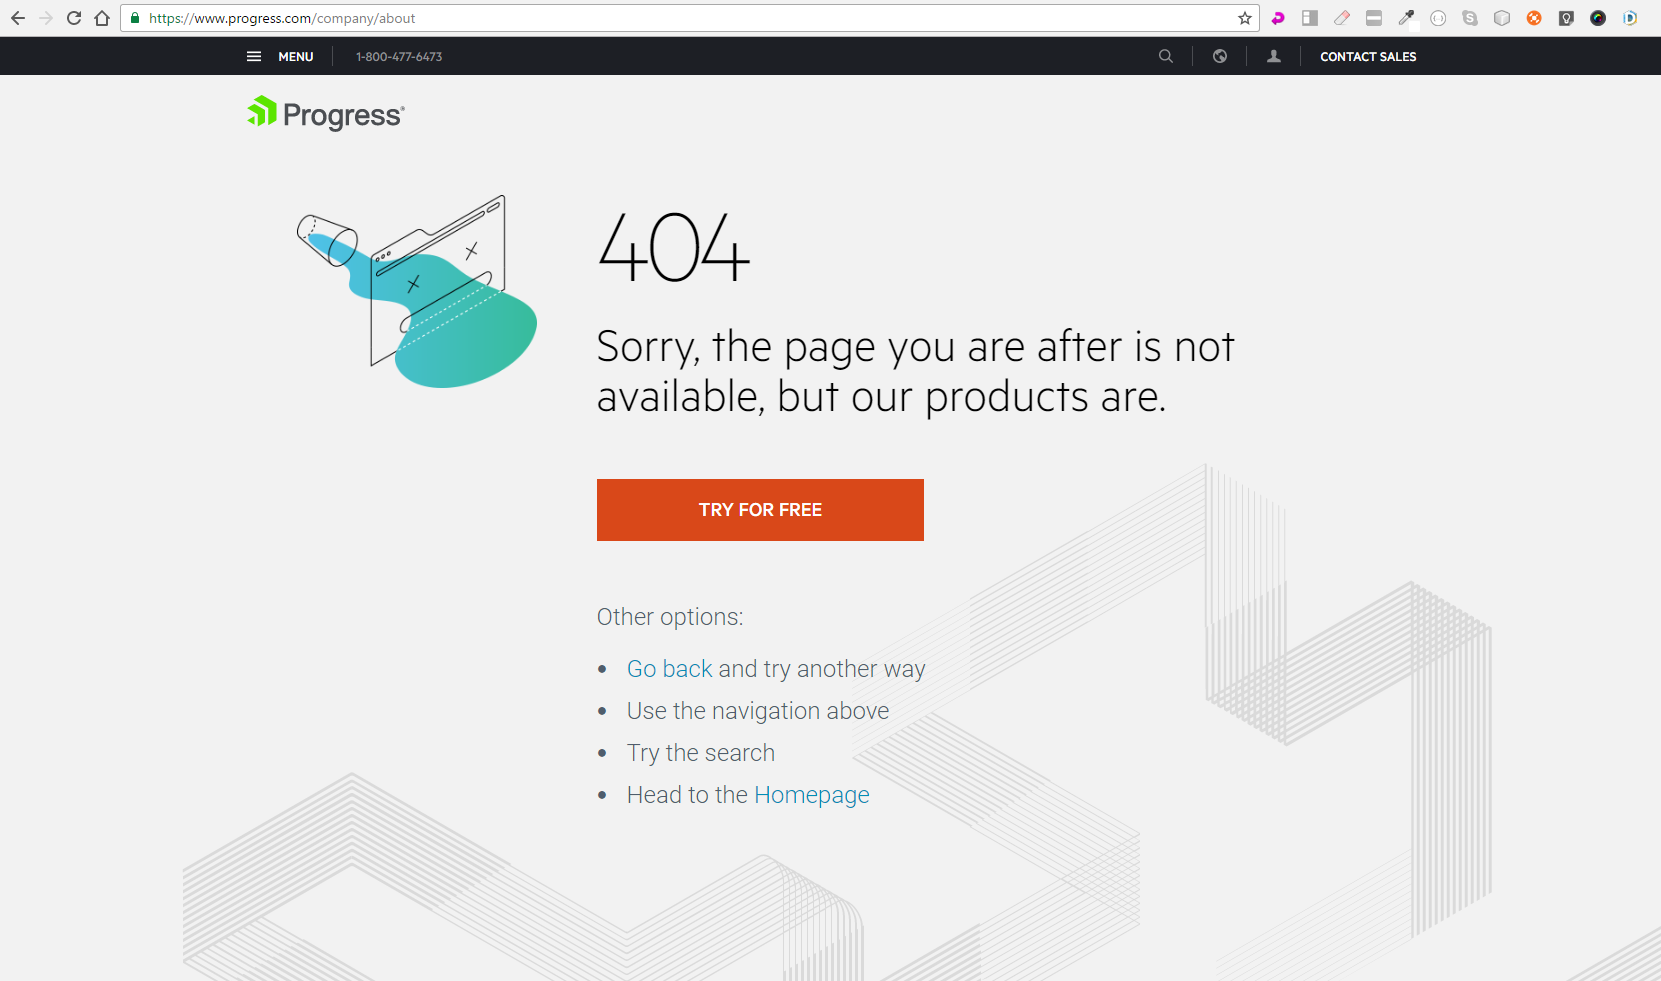 https://www.progress.com/company/about
MENU
1-800-477-6473
CONTACT SALES
Progress®
404
Sorry, the page you are after is not
available, but our products are.
TRY FOR FREE
Other options:
• Go back and try another way
• Use the navigation above
• Try the search
• Head to the Homepage